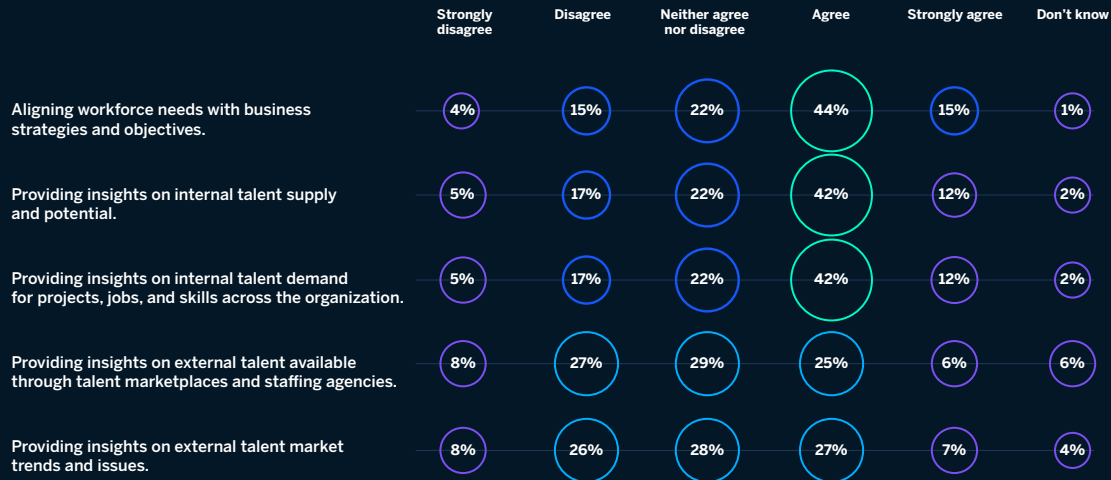 Strongly disagree Disagree Neither agree nor disagree Agree Strongly agree Don't know
Aligning workforce needs with business
strategies and objectives.
4% 15% 22% 44% 15% 1%
Providing insights on internal talent supply
and potential.
5% 17% 22% 42% 12% 2%
Providing insights on internal talent demand
for projects, jobs, and skills across the organization.
5% 17% 22% 42% 12% 2%
Providing insights on external talent available
through talent marketplaces and staffing agencies.
8% 27% 29% 25% 6% 6%
Providing insights on external talent market
trends and issues.
8% 26% 28% 27% 7% 4%